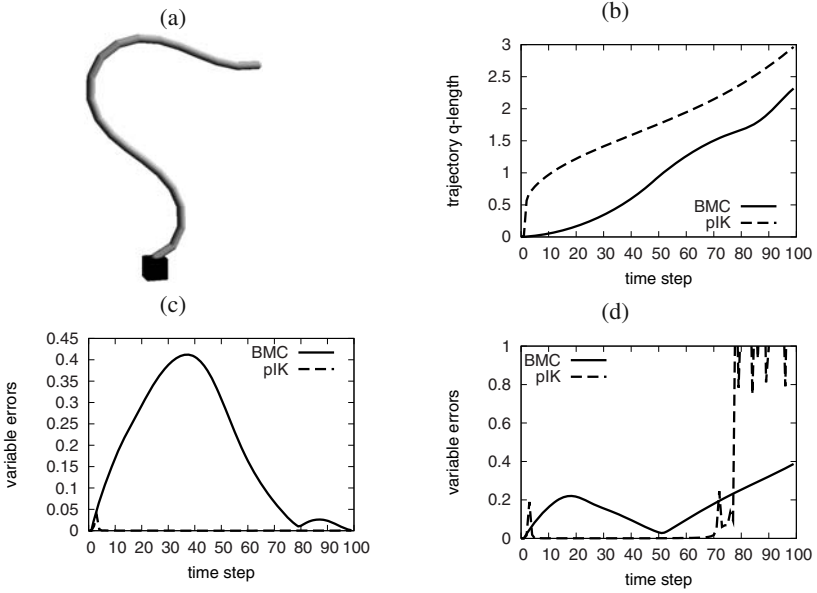 (a)
(b)
trajectory q-length
3
2.5
2
1.5
1
0.5
0
BMC
pIK
0 10 20 30 40 50 60 70 80 90 100
time step
(c)
variable errors
0.45
0.4
0.35
0.3
0.25
0.2
0.15
0.1
0.05
0
BMC
pIK
0 10 20 30 40 50 60 70 80 90 100
time step
(d)
variable errors
1
0.8
0.6
0.4
0.2
0
BMC
pIK
0 10 20 30 40 50 60 70 80 90 100
time step